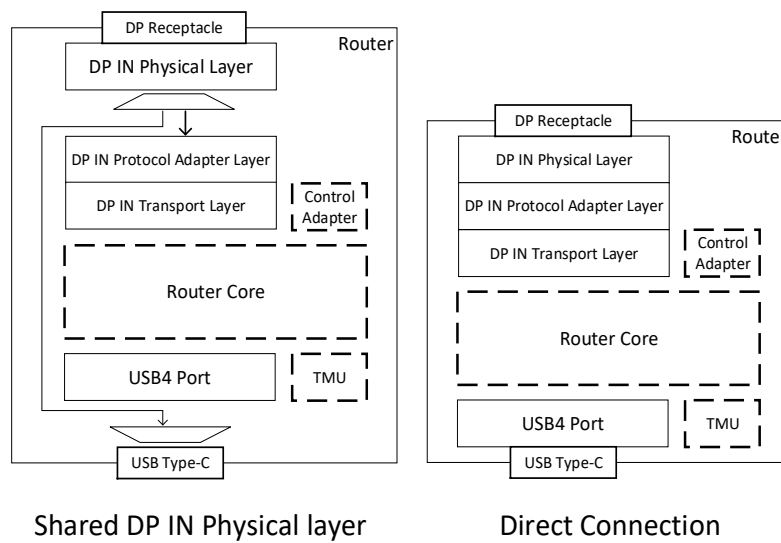 DP Receptacle
Router
DP IN Physical Layer
DP IN Protocol Adapter Layer
DP IN Transport Layer
Control
Adapter
Router Core
USB4 Port
TMU
USB Type-C
Shared DP IN Physical layer
DP Receptacle
Route
DP IN Physical Layer
DP IN Protocol Adapter Layer
DP IN Transport Layer
Control
Adapter
Router Core
USB4 Port
TMU
USB Type-C
Direct Connection